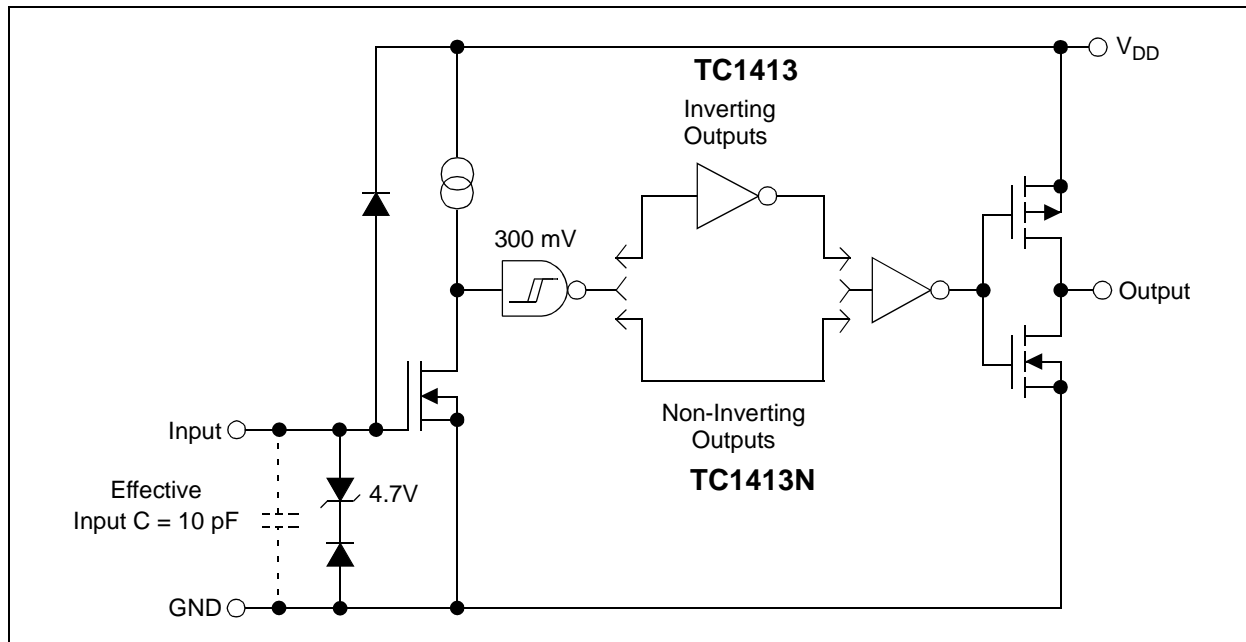 V_DD
TC1413
Inverting
Outputs
300 mV
Output
Input
Non-Inverting
Outputs
TC1413N
4.7V
Effective
Input C = 10 pF
GND